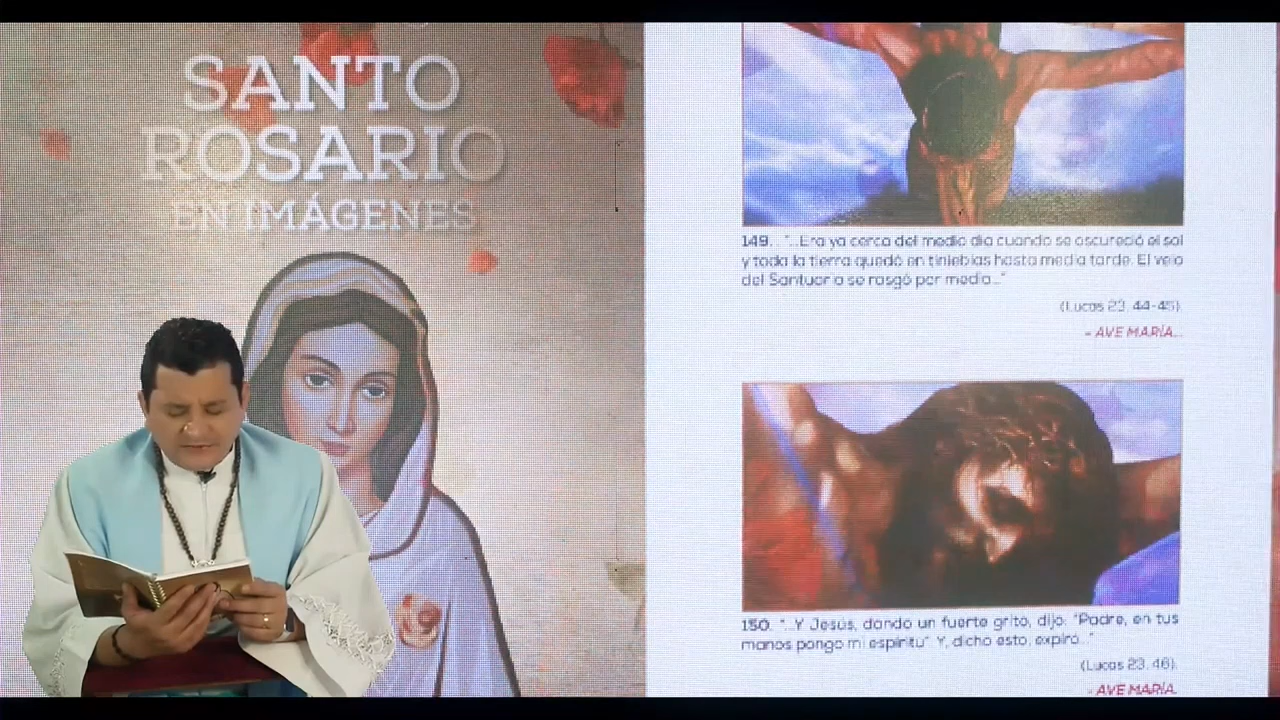 SANTO
ROSARIO
EN IMÁGENES
149. "...Era ya cerca del medio dia cuando se oscureció el sol
y toda la tierra quedó en tinieblas hasta media tarde. El velo
del Santuario se rasgó por medio..."
(Lucas 23, 44-45).
- AVE MARÍA...
150. "...Y Jesús, dando un fuerte grito, dijo: "Padre, en tus
manos pongo mi espíritu". Y, dicho esto, expiró..."
(Lucas 23, 46).
- AVE MARÍA.